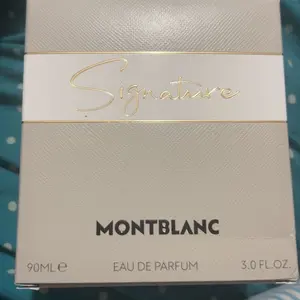 Signature
MONTBLANC
90ML℮ EAU DE PARFUM 3.0 FL.OZ.